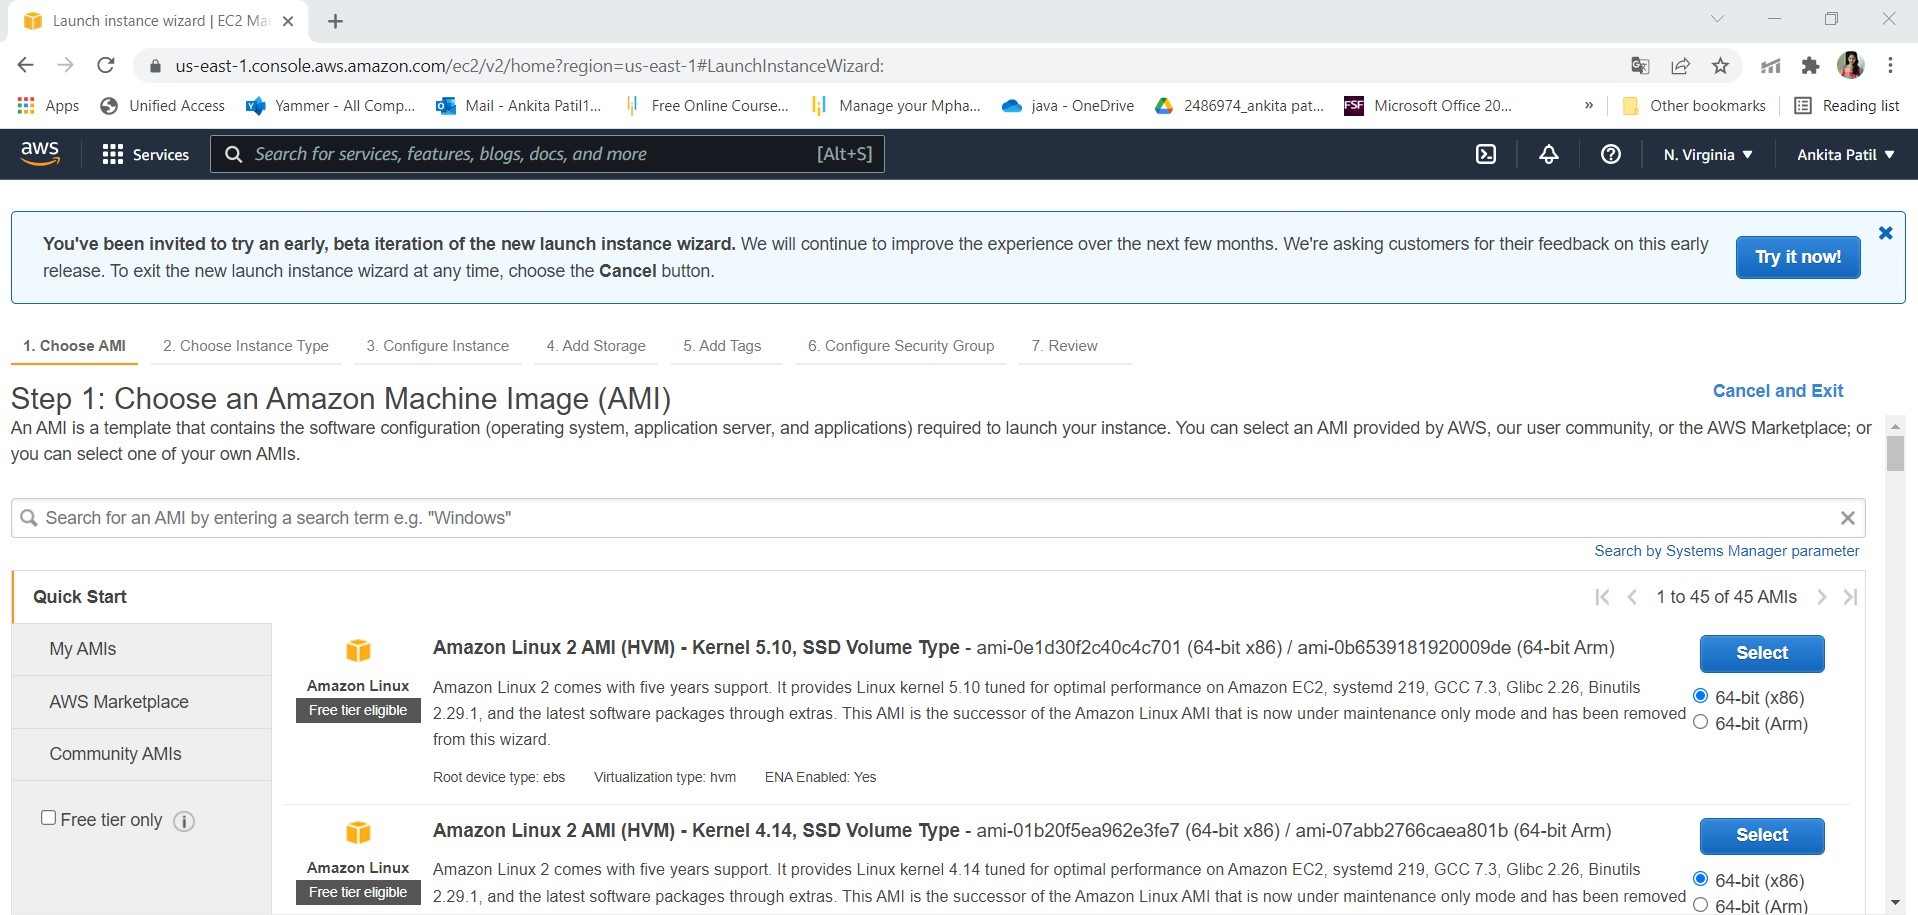 Launch instance wizard | EC2 Ma
us-east-1.console.aws.amazon.com/ec2/v2/home?region=us-east-1#LaunchInstanceWizard:
Apps Unified Access Yammer - All Comp... Mail - Ankita Patil1... Free Online Course... Manage your Mpha... java - OneDrive 2486974_ankita pat... FSF Microsoft Office 20... » Other bookmarks Reading list
aws Services Search for services, features, blogs, docs, and more [Alt+S] N. Virginia Ankita Patil
You've been invited to try an early, beta iteration of the new launch instance wizard. We will continue to improve the experience over the next few months. We're asking customers for their feedback on this early
release. To exit the new launch instance wizard at any time, choose the Cancel button.
Try it now!
1. Choose AMI 2. Choose Instance Type 3. Configure Instance 4. Add Storage 5. Add Tags 6. Configure Security Group 7. Review
Step 1: Choose an Amazon Machine Image (AMI)
Cancel and Exit
An AMI is a template that contains the software configuration (operating system, application server, and applications) required to launch your instance. You can select an AMI provided by AWS, our user community, or the AWS Marketplace; or
you can select one of your own AMIs.
Search for an AMI by entering a search term e.g. "Windows"
Search by Systems Manager parameter
Quick Start
1 to 45 of 45 AMIs
My AMIs
AWS Marketplace
Community AMIs
Free tier only
Amazon Linux
Free tier eligible
Amazon Linux 2 AMI (HVM) - Kernel 5.10, SSD Volume Type - ami-0e1d30f2c40c4c701 (64-bit x86) / ami-0b6539181920009de (64-bit Arm)
Amazon Linux 2 comes with five years support. It provides Linux kernel 5.10 tuned for optimal performance on Amazon EC2, systemd 219, GCC 7.3, Glibc 2.26, Binutils
2.29.1, and the latest software packages through extras. This AMI is the successor of the Amazon Linux AMI that is now under maintenance only mode and has been removed
from this wizard.
Root device type: ebs Virtualization type: hvm ENA Enabled: Yes
Select
64-bit (x86)
64-bit (Arm)
Amazon Linux
Free tier eligible
Amazon Linux 2 AMI (HVM) - Kernel 4.14, SSD Volume Type - ami-01b20f5ea962e3fe7 (64-bit x86) / ami-07abb2766caea801b (64-bit Arm)
Amazon Linux 2 comes with five years support. It provides Linux kernel 4.14 tuned for optimal performance on Amazon EC2, systemd 219, GCC 7.3, Glibc 2.26, Binutils
2.29.1, and the latest software packages through extras. This AMI is the successor of the Amazon Linux AMI that is now under maintenance only mode and has been removed
Select
64-bit (x86)
64-bit (Arm)